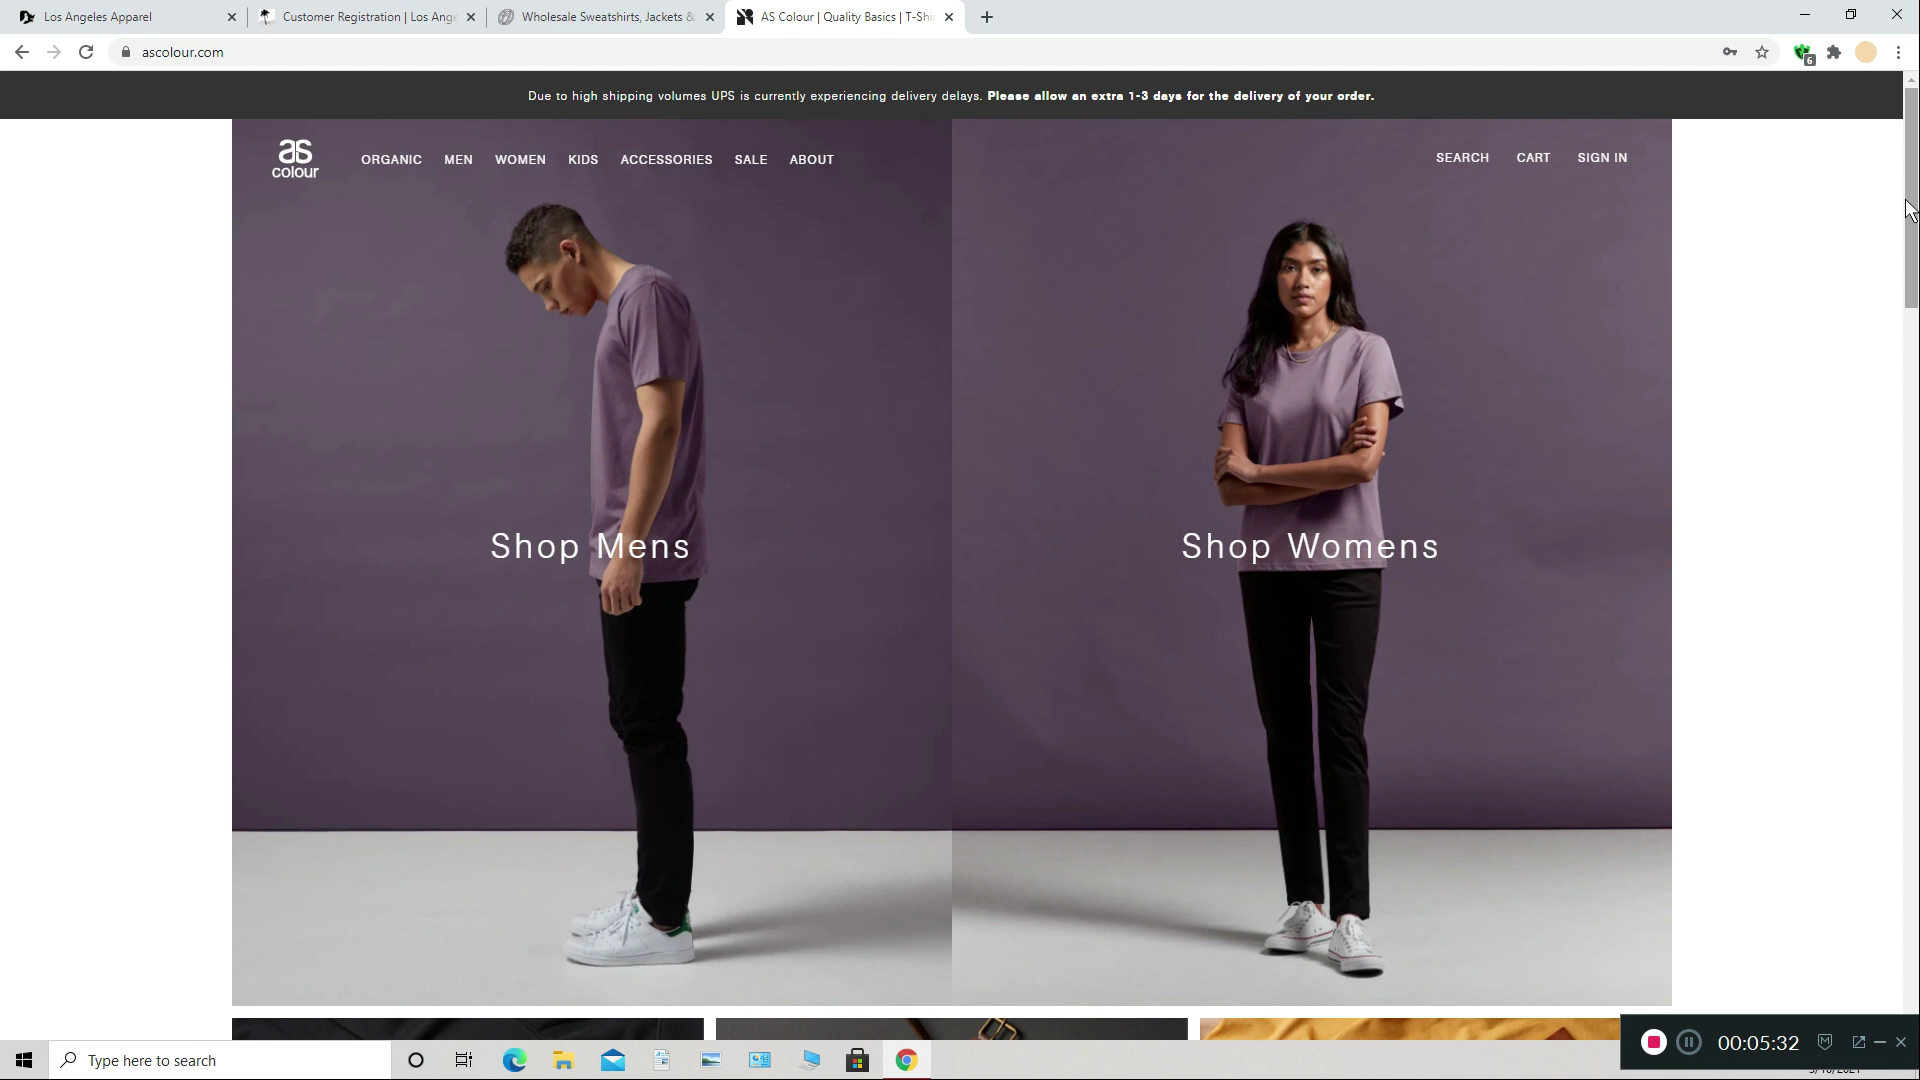 Los Angeles Apparel
Customer Registration | Los Ange
Wholesale Sweatshirts, Jackets &
AS Colour | Quality Basics | T-Shir
ascolour.com
6
Due to high shipping volumes UPS is currently experiencing delivery delays. Please allow an extra 1-3 days for the delivery of your order.
as
colour
ORGANIC MEN WOMEN KIDS ACCESSORIES SALE ABOUT
SEARCH CART SIGN IN
Shop Mens
Shop Womens
Type here to search
00:05:32